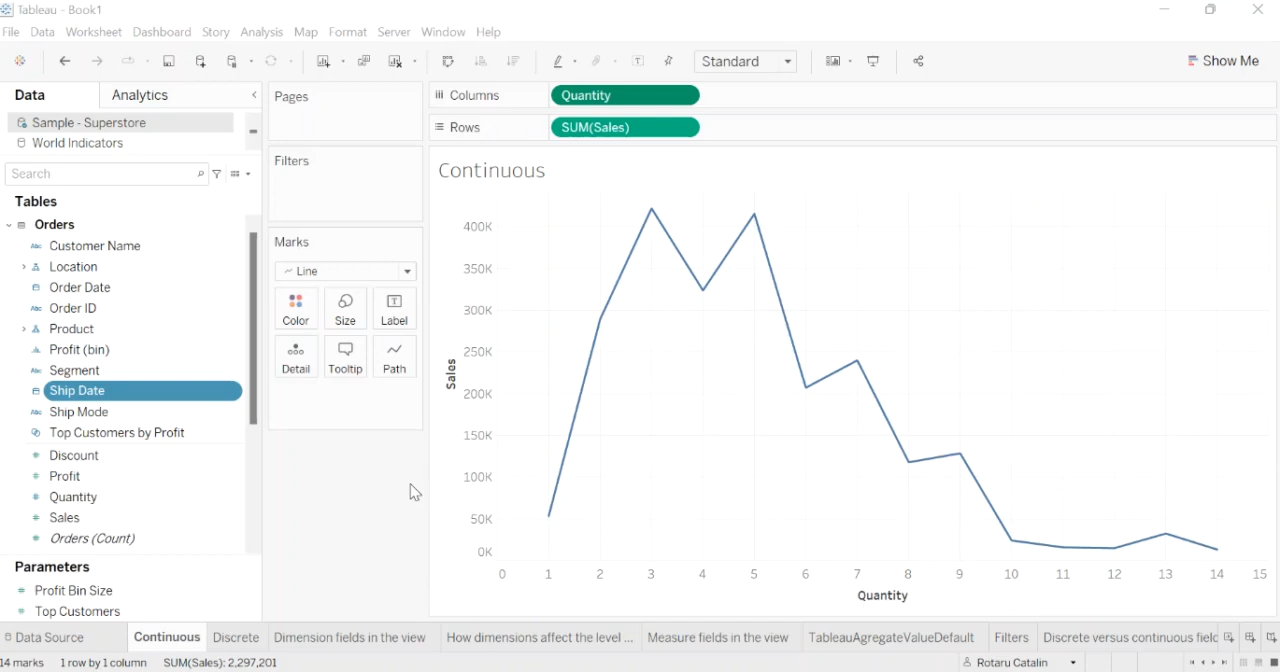 Tableau - Book1
File Data Worksheet Dashboard Story Analysis Map Format Server Window Help
Standard
Show Me
Data Analytics
Sample - Superstore
World Indicators
Search
Tables
Orders
Abc Customer Name
Location
Order Date
Abc Order ID
Product
Profit (bin)
Abc Segment
Ship Date
Abc Ship Mode
Top Customers by Profit
Discount
Profit
Quantity
Sales
Orders (Count)
Parameters
Profit Bin Size
Top Customers
Pages
Filters
Marks
Line
Color Size Label
Detail Tooltip Path
Columns Quantity
Rows SUM(Sales)
Continuous
400K
350K
300K
250K
200K
150K
100K
50K
0K
Sales
0 1 2 3 4 5 6 7 8 9 10 11 12 13 14 15
Quantity
Data Source Continuous Discrete Dimension fields in the view How dimensions affect the level ... Measure fields in the view TableauAgregateValueDefault Filters Discrete versus continuous field
14 marks 1 row by 1 column SUM(Sales): 2,297,201 Rotaru Catalin